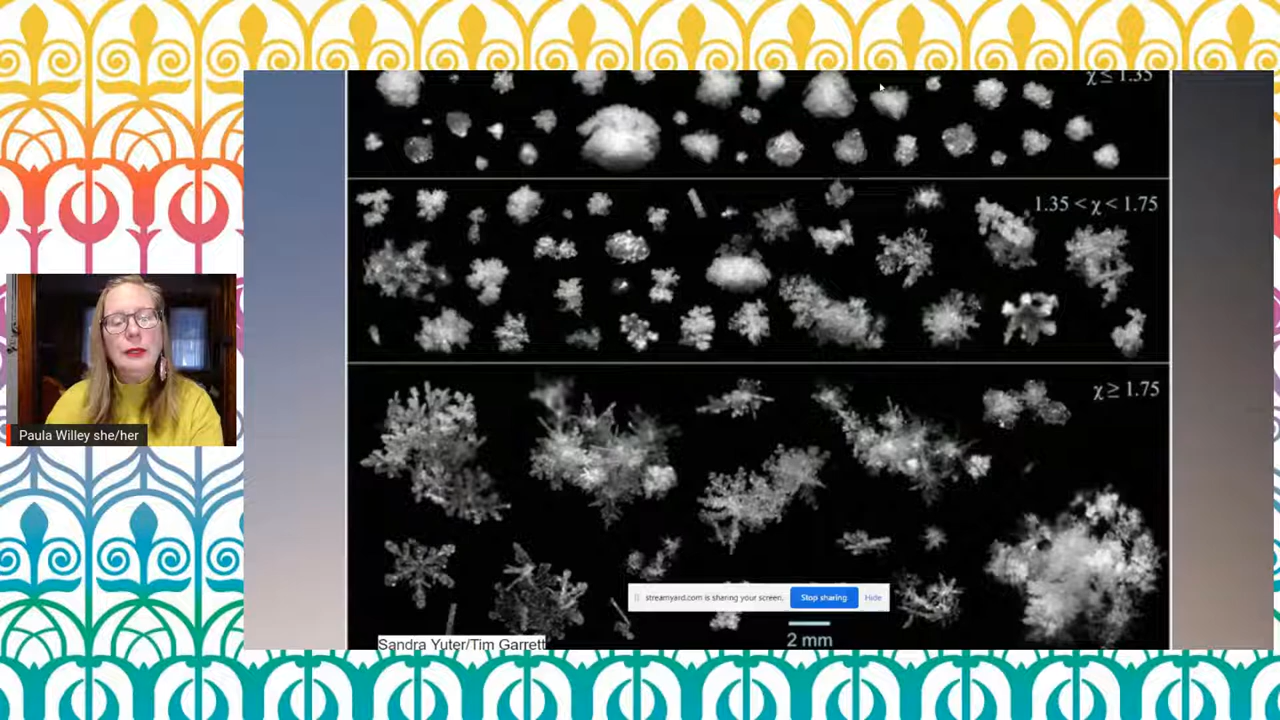 χ ≤ 1.35
1.35 < χ < 1.75
χ ≥ 1.75
Paula Willey she/her
streamyard.com is sharing your screen.
Stop sharing
Hide
2 mm
Sandra Yuter/Tim Garrett